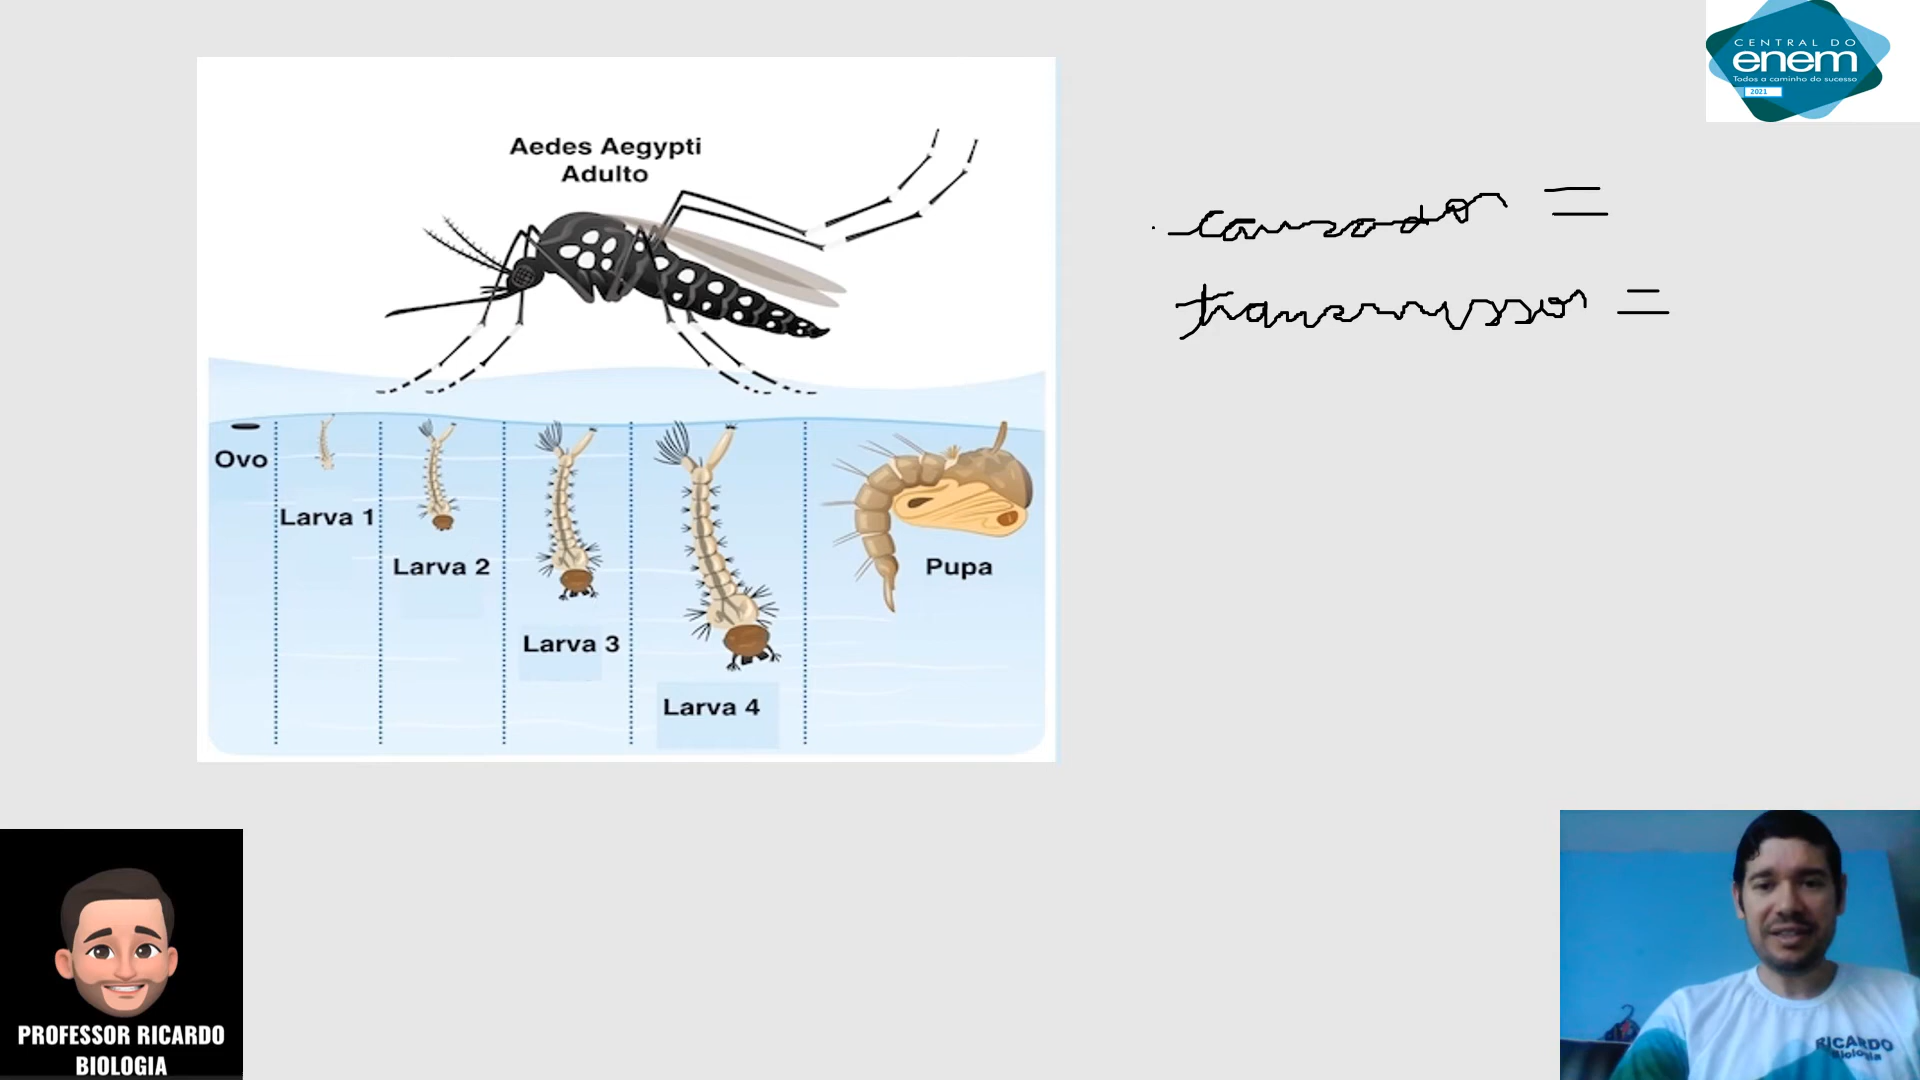 CENTRAL DO
enem
Todos a caminho do sucesso
2021
Aedes Aegypti
Adulto
causador =
transmissor =
Ovo
Larva 1
Larva 2
Pupa
Larva 3
Larva 4
PROFESSOR RICARDO
BIOLOGIA
RICARDO
Biologia